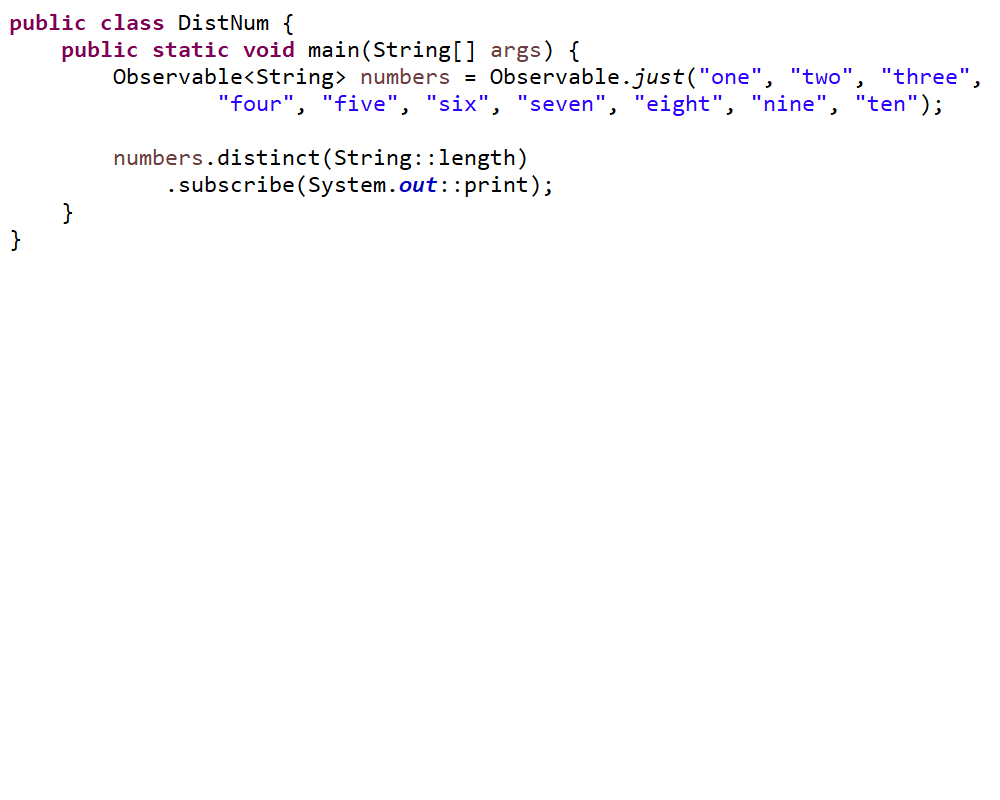 public class DistNum {
    public static void main(String[] args) {
        Observable<String> numbers = Observable.just("one", "two", "three",
                "four", "five", "six", "seven", "eight", "nine", "ten");

        numbers.distinct(String::length)
            .subscribe(System.out::print);
    }
}